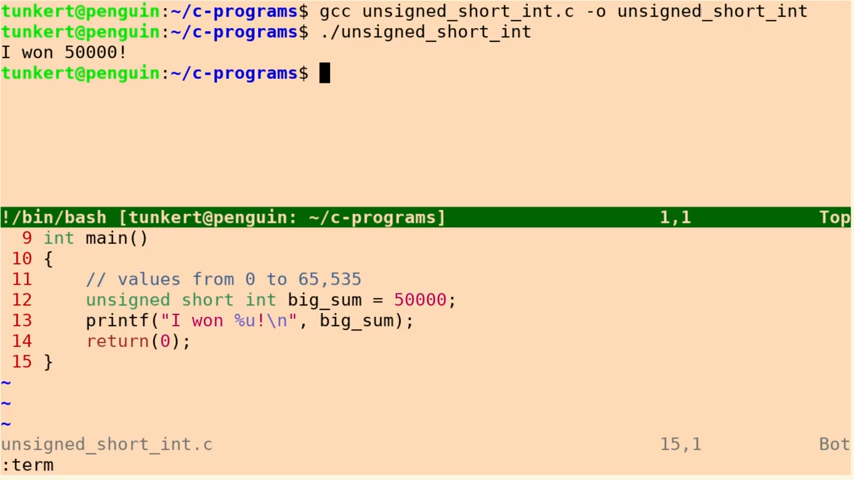 tunkert@penguin:~/c-programs$ gcc unsigned_short_int.c -o unsigned_short_int
tunkert@penguin:~/c-programs$ ./unsigned_short_int
I won 50000!
tunkert@penguin:~/c-programs$
!/bin/bash [tunkert@penguin: ~/c-programs] 1,1 Top
9 int main()
10 {
11     // values from 0 to 65,535
12     unsigned short int big_sum = 50000;
13     printf("I won %u!\n", big_sum);
14     return(0);
15 }
~
~
~
unsigned_short_int.c 15,1 Bot
:term